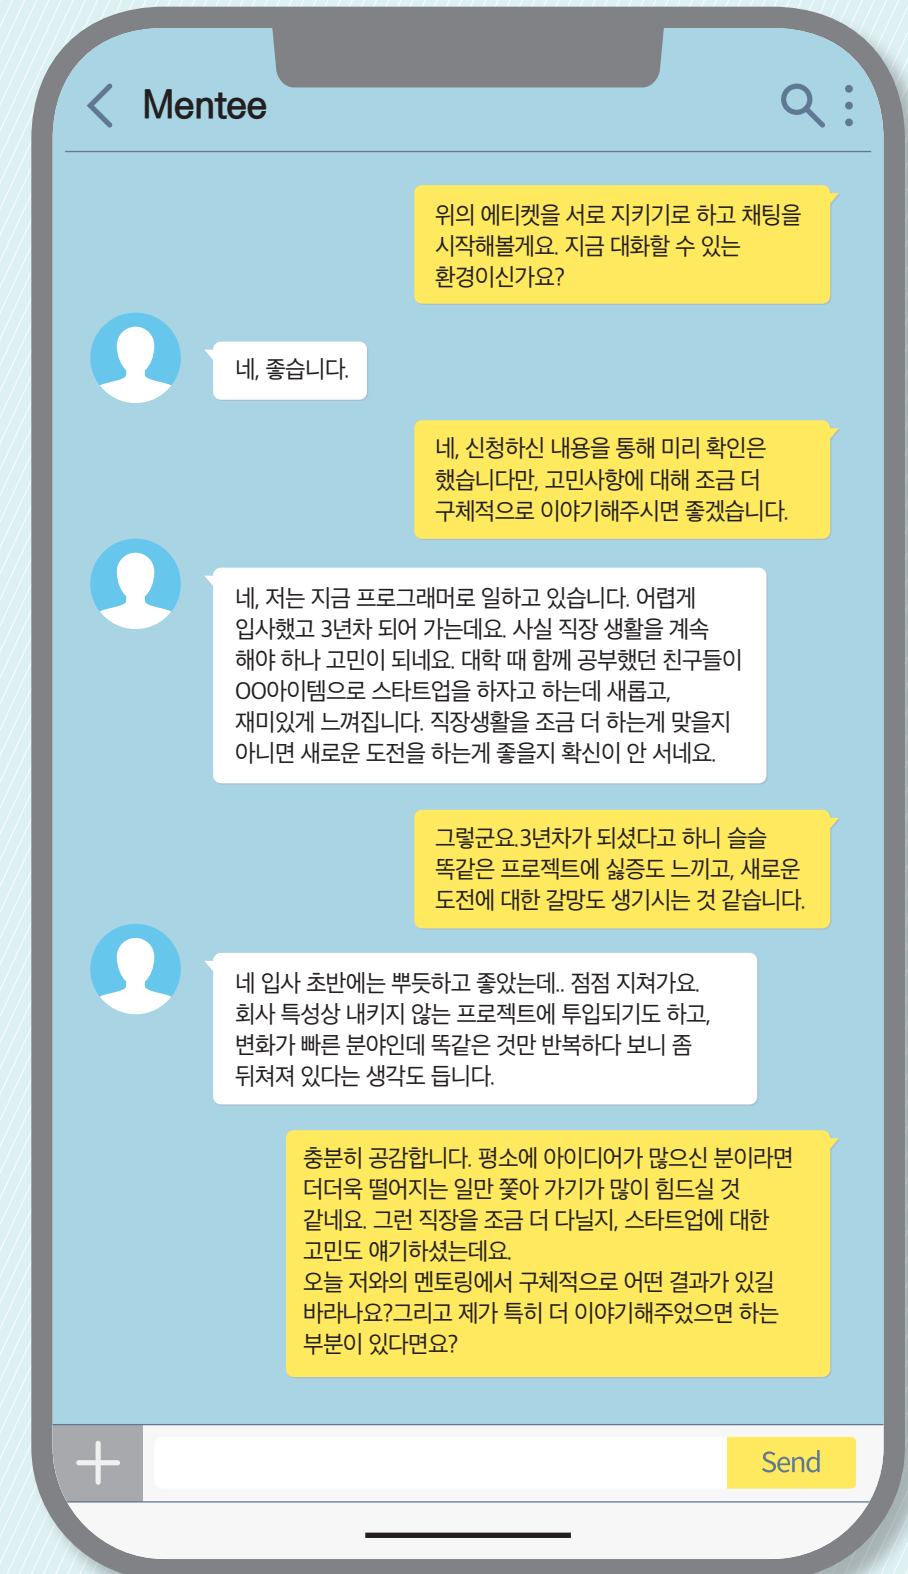 Mentee
위의 에티켓을 서로 지키기로 하고 채팅을
시작해볼게요. 지금 대화할 수 있는
환경이신가요?
네, 좋습니다.
네, 신청하신 내용을 통해 미리 확인은
했습니다만, 고민사항에 대해 조금 더
구체적으로 이야기해주시면 좋겠습니다.
네, 저는 지금 프로그래머로 일하고 있습니다. 어렵게
입사했고 3년차 되어 가는데요. 사실 직장 생활을 계속
해야 하나 고민이 되네요. 대학 때 함께 공부했던 친구들이
OO아이템으로 스타트업을 하자고 하는데 새롭고,
재미있게 느껴집니다. 직장생활을 조금 더 하는게 맞을지
아니면 새로운 도전을 하는게 좋을지 확신이 안 서네요.
그렇군요.3년차가 되셨다고 하니 슬슬
똑같은 프로젝트에 싫증도 느끼고, 새로운
도전에 대한 갈망도 생기시는 것 같습니다.
네 입사 초반에는 뿌듯하고 좋았는데.. 점점 지쳐가요.
회사 특성상 내키지 않는 프로젝트에 투입되기도 하고,
변화가 빠른 분야인데 똑같은 것만 반복하다 보니 좀
뒤쳐져 있다는 생각도 듭니다.
충분히 공감합니다. 평소에 아이디어가 많으신 분이라면
더더욱 떨어지는 일만 쫓아 가기가 많이 힘드실 것
같네요. 그런 직장을 조금 더 다닐지, 스타트업에 대한
고민도 얘기하셨는데요.
오늘 저와의 멘토링에서 구체적으로 어떤 결과가 있길
바라나요?그리고 제가 특히 더 이야기해주었으면 하는
부분이 있다면요?
Send